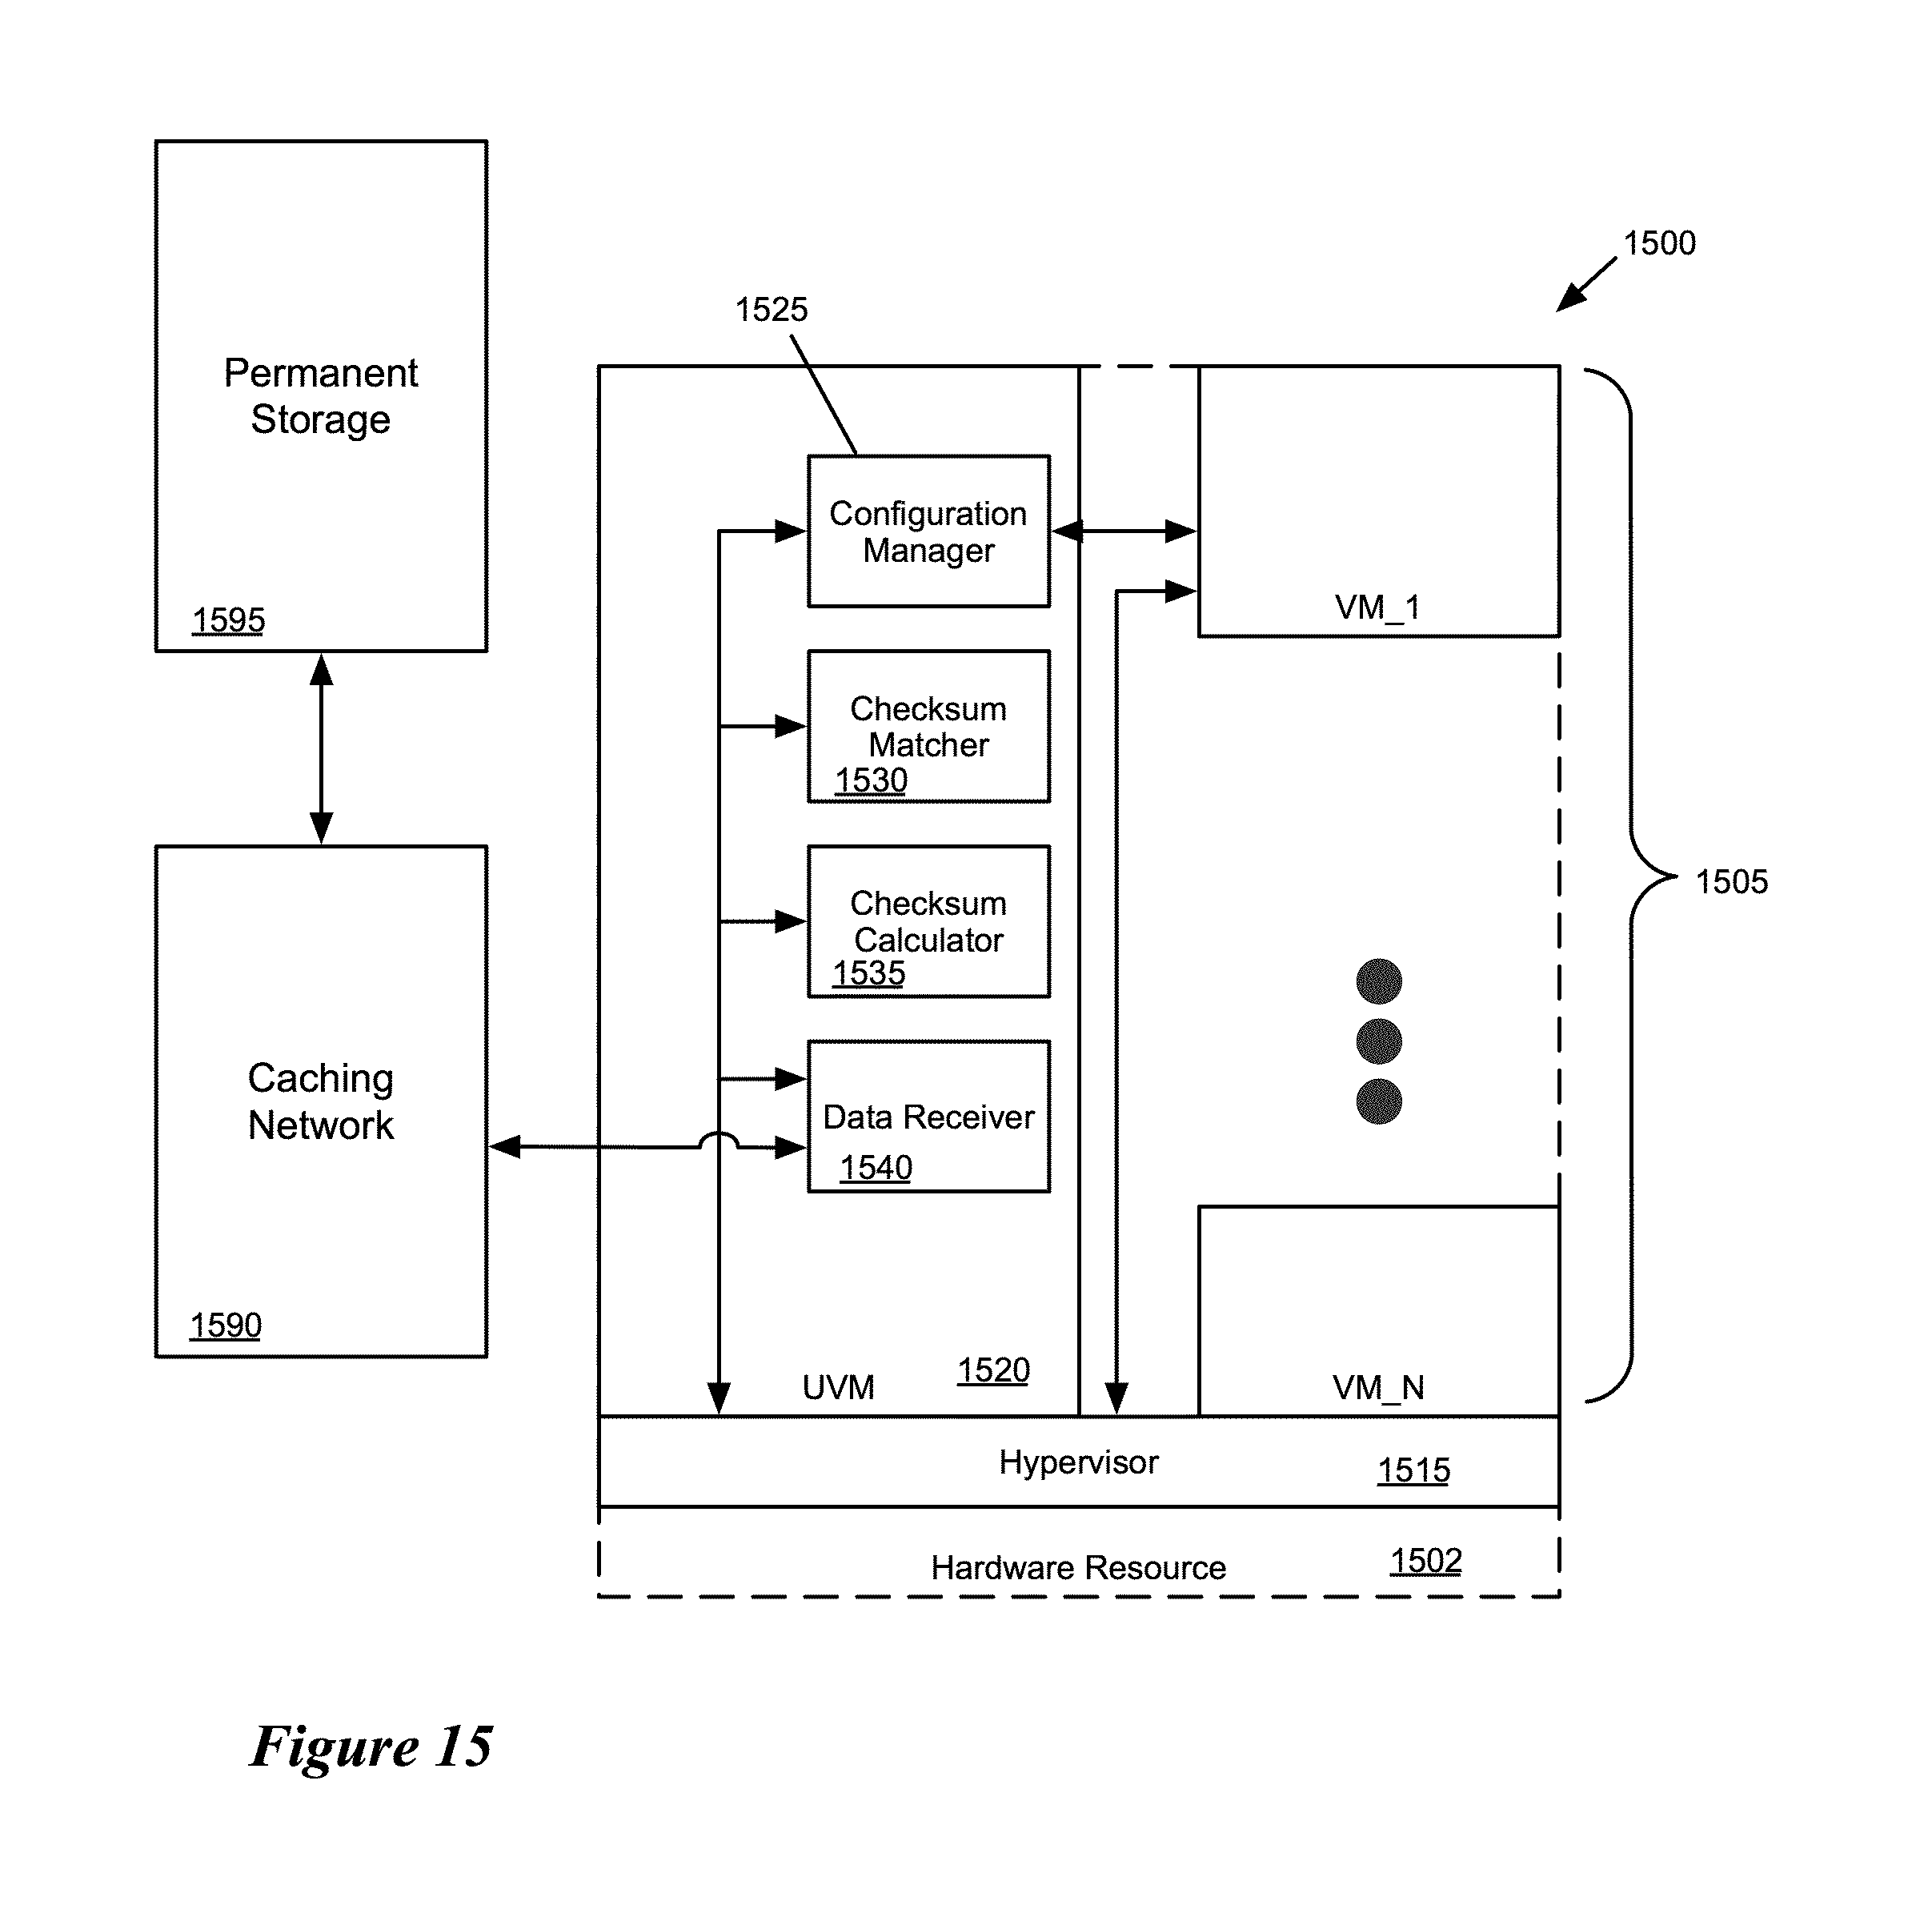 1500
1525
Permanent
Storage
1595
Configuration
Manager
VM_1
Checksum
Matcher
1530
1505
Checksum
Calculator
1535
Caching
Network
1590
Data Receiver
1540
UVM
1520
VM_N
Hypervisor
1515
Hardware Resource
1502
Figure 15